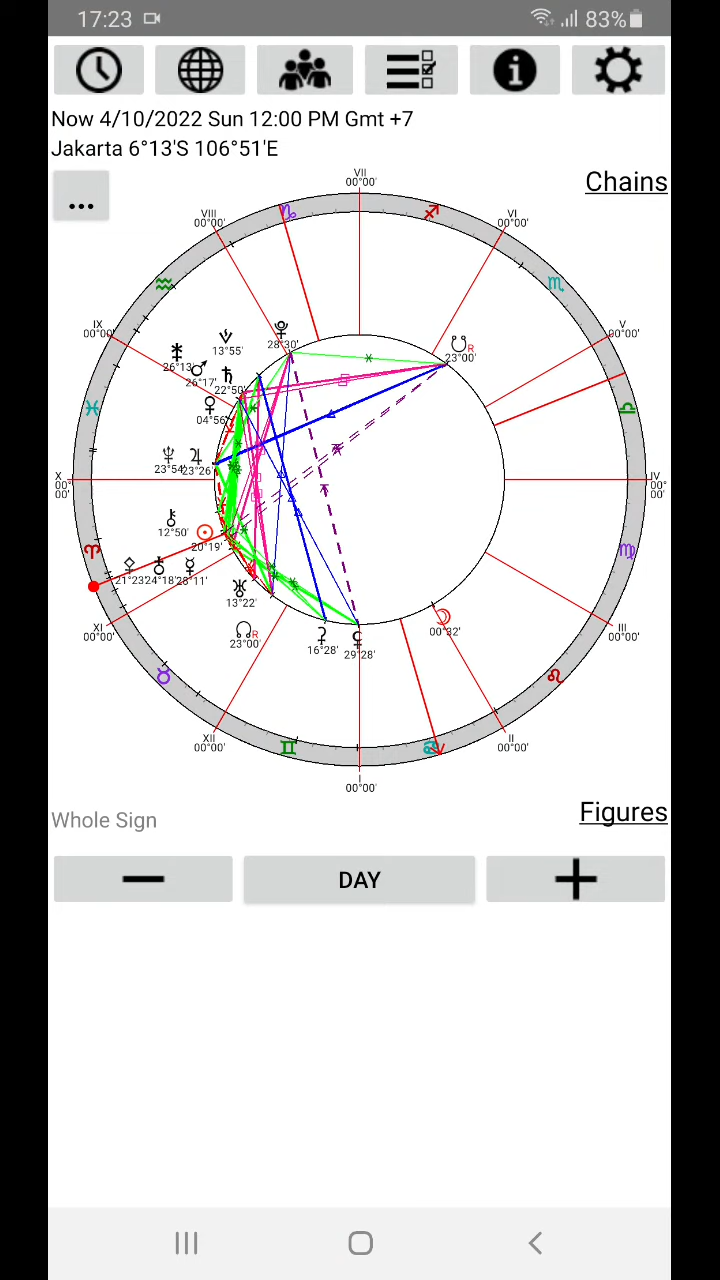 17:23 83%
Now 4/10/2022 Sun 12:00 PM Gmt +7
Jakarta 6°13'S 106°51'E
Chains
...
VII
00°00'
VIII
00°00'
VI
00°00'
IX
00°00'
V
00°00'
28°30'
13°55'
23°00'
26°13'
26°17'
22°50'
04°56'
X
00°
00'
23°54'
23°26'
IV
00°
00'
12°50'
20°19'
21°23'
24°18'
28°11'
13°22'
R
23°00'
16°28'
29°28'
00°32'
XI
00°00'
III
00°00'
XII
00°00'
II
00°00'
I
00°00'
Whole Sign
Figures
DAY